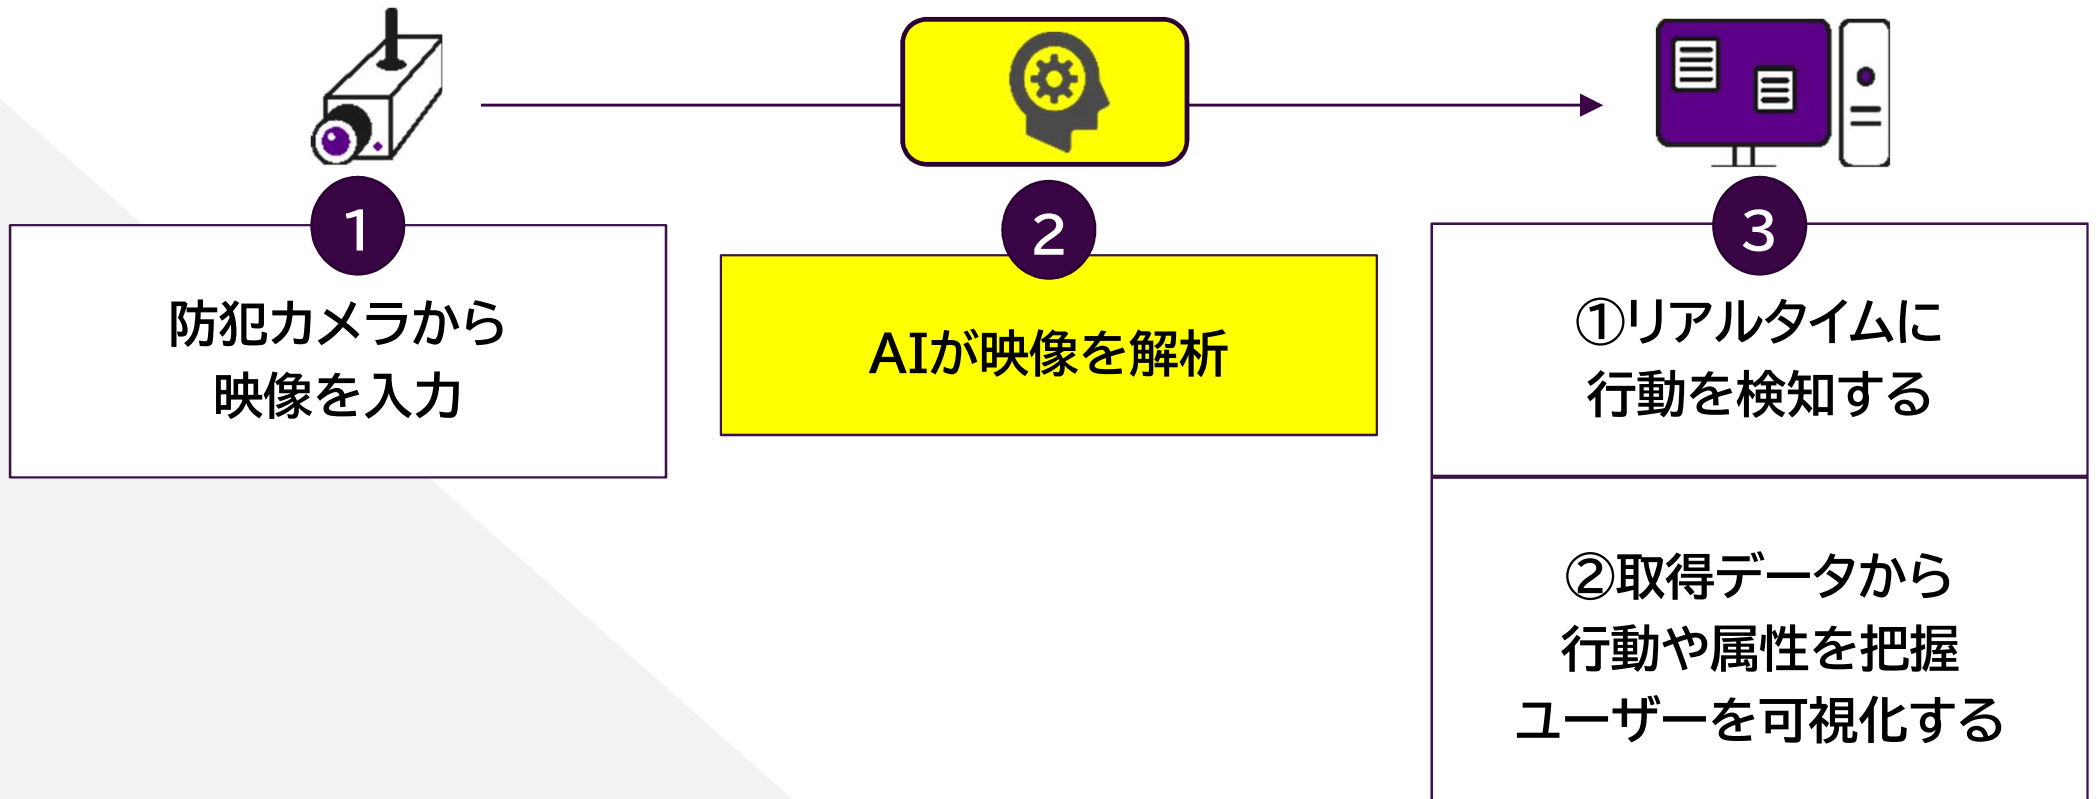 1
防犯カメラから
映像を入力
2
AIが映像を解析
3
①リアルタイムに
行動を検知する
②取得データから
行動や属性を把握
ユーザーを可視化する